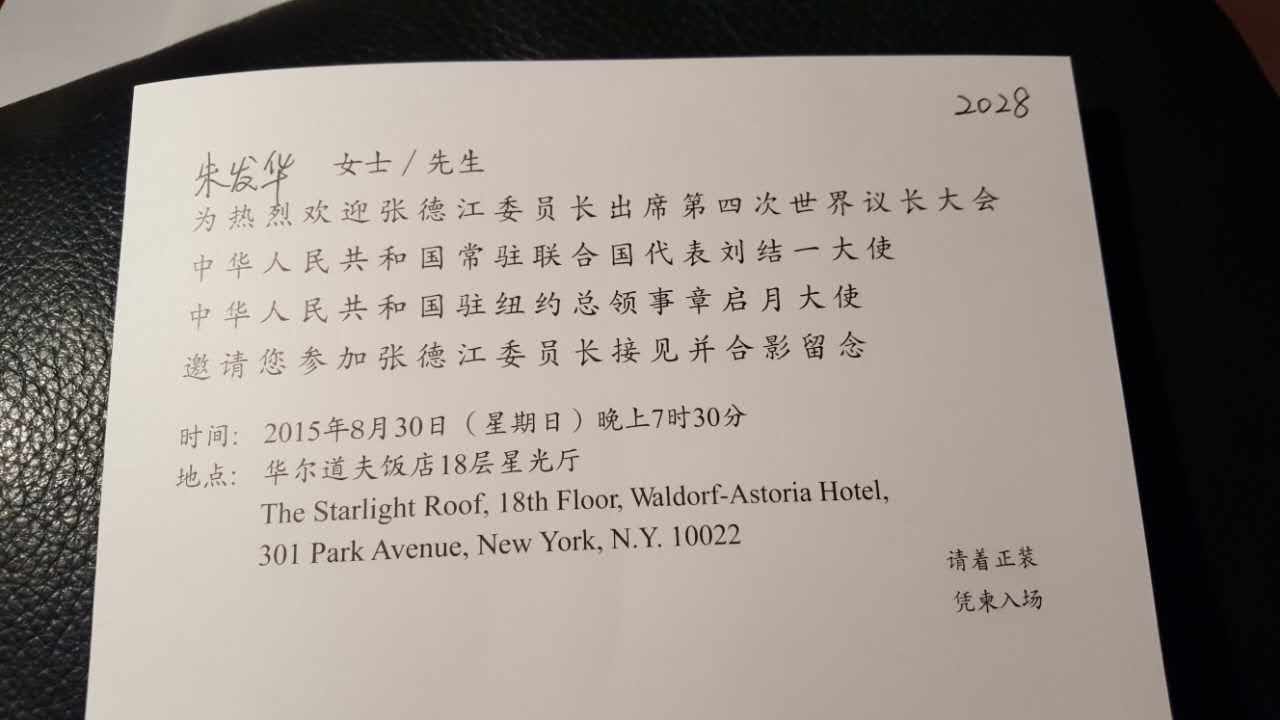 2028
朱发华 女士/先生
为热烈欢迎张德江委员长出席第四次世界议长大会
中华人民共和国常驻联合国代表刘结一大使
中华人民共和国驻纽约总领事章启月大使
邀请您参加张德江委员长接见并合影留念
时间: 2015年8月30日（星期日）晚上7时30分
地点: 华尔道夫饭店18层星光厅
The Starlight Roof, 18th Floor, Waldorf-Astoria Hotel,
301 Park Avenue, New York, N.Y. 10022
请着正装
凭柬入场